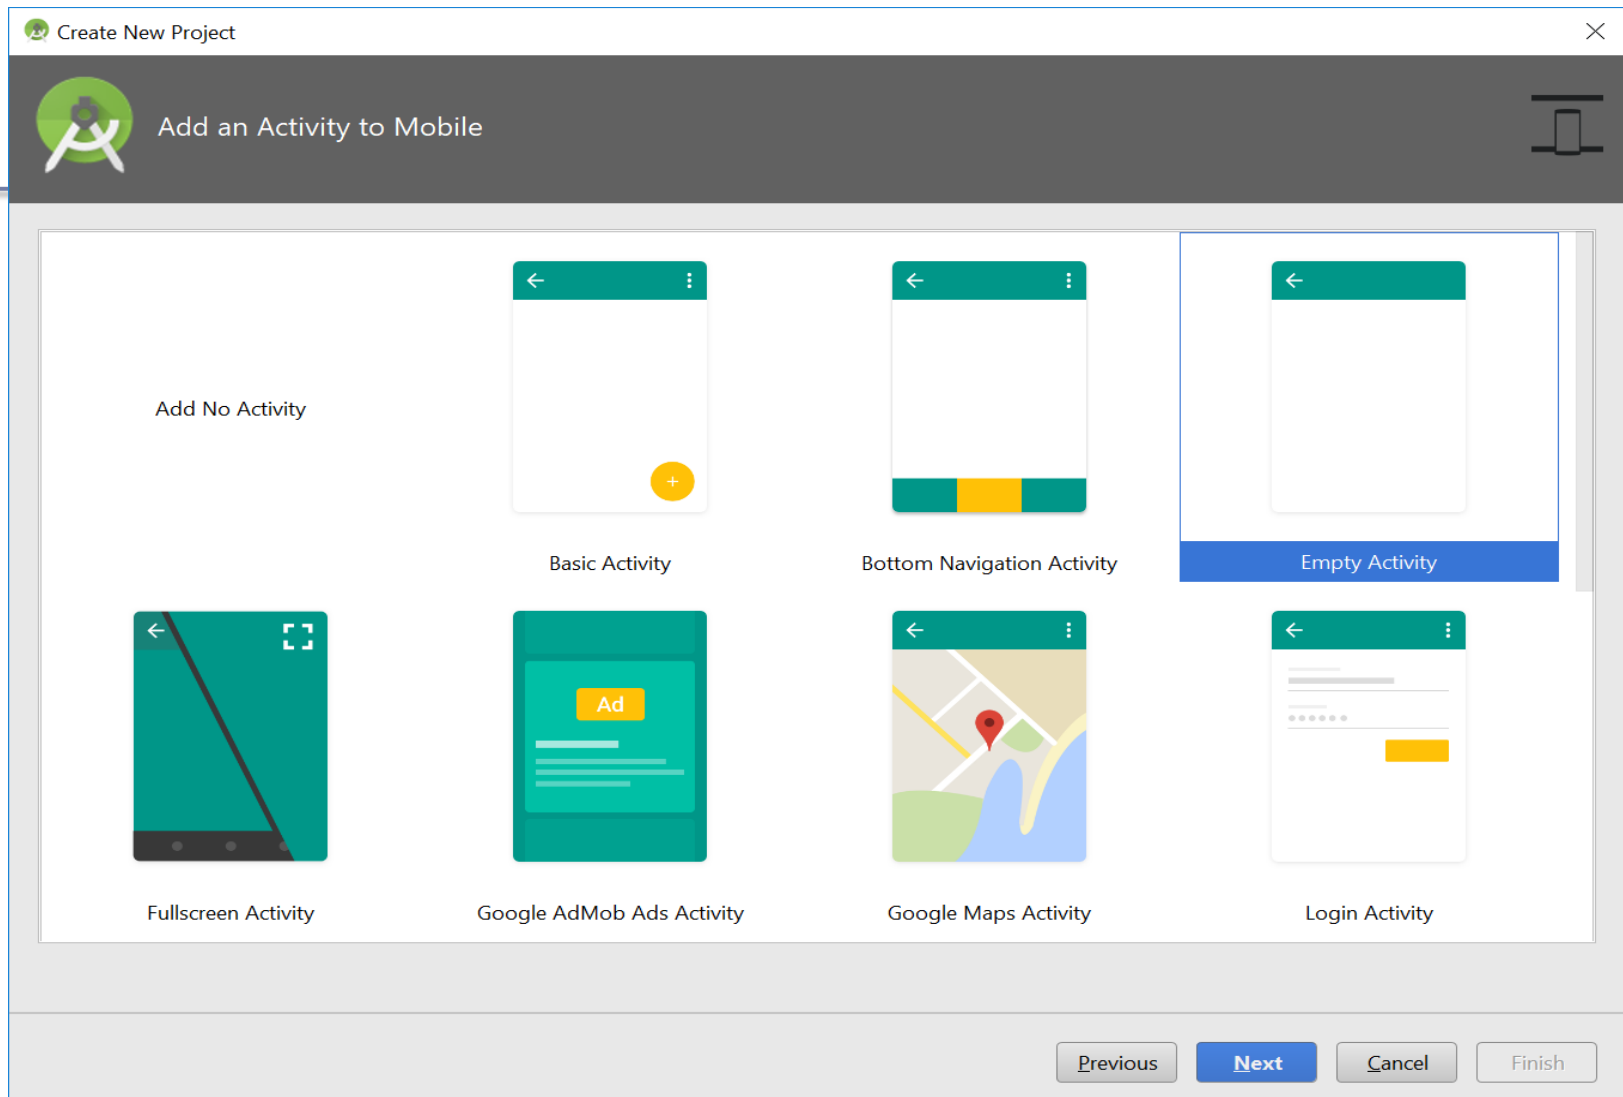 Create New Project
Add an Activity to Mobile
Add No Activity
+
Basic Activity
Bottom Navigation Activity
Empty Activity
Ad
Fullscreen Activity
Google AdMob Ads Activity
Google Maps Activity
Login Activity
Previous
Next
Cancel
Finish